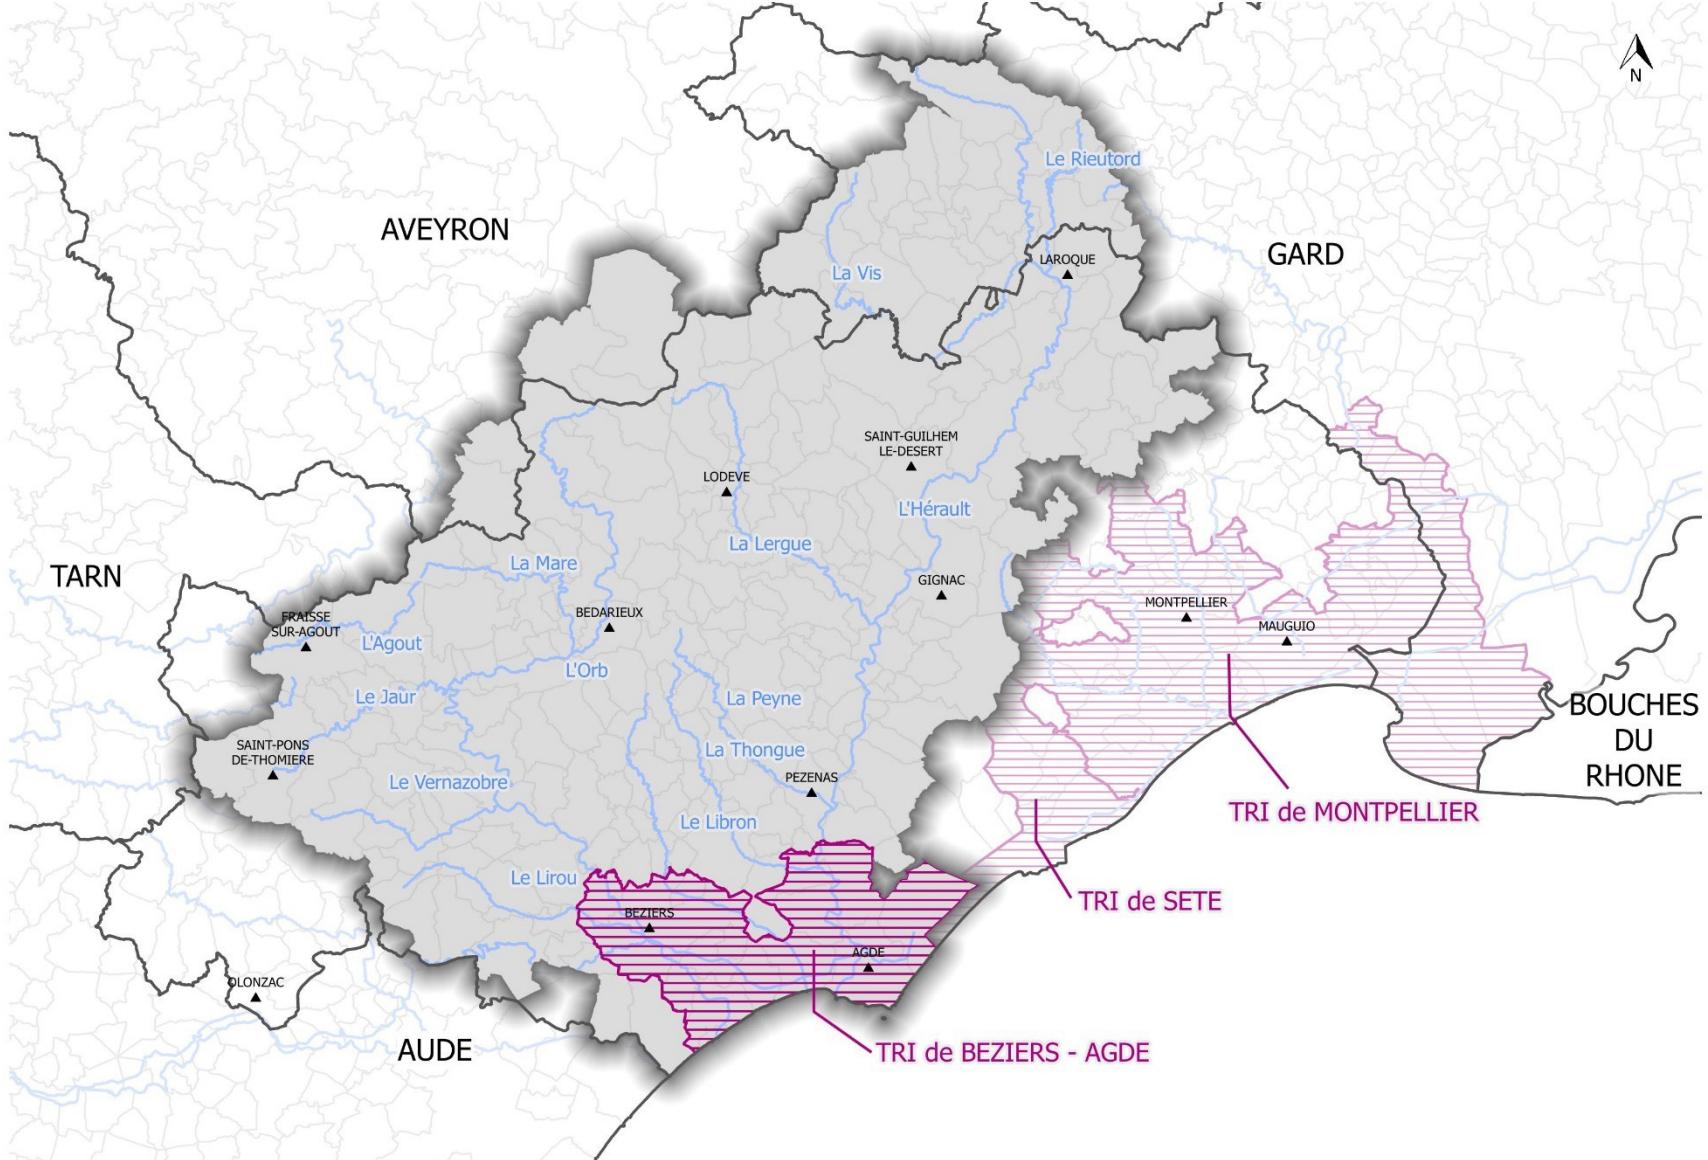 N
Le Rieutord
AVEYRON
GARD
LAROQUE
La Vis
SAINT-GUILHEM
LE-DESERT
LODEVE
L'Hérault
La Lergue
La Mare
TARN
GIGNAC
MONTPELLIER
BEDARIEUX
FRAISSE
SUR-AGOUT
MAUGUIO
L'Agout
L'Orb
Le Jaur
La Peyne
BOUCHES
DU
RHONE
SAINT-PONS
DE-THOMIERE
La Thongue
PEZENAS
Le Vernazobre
TRI de MONTPELLIER
Le Libron
Le Lirou
TRI de SETE
BEZIERS
AGDE
OLONZAC
AUDE
TRI de BEZIERS - AGDE